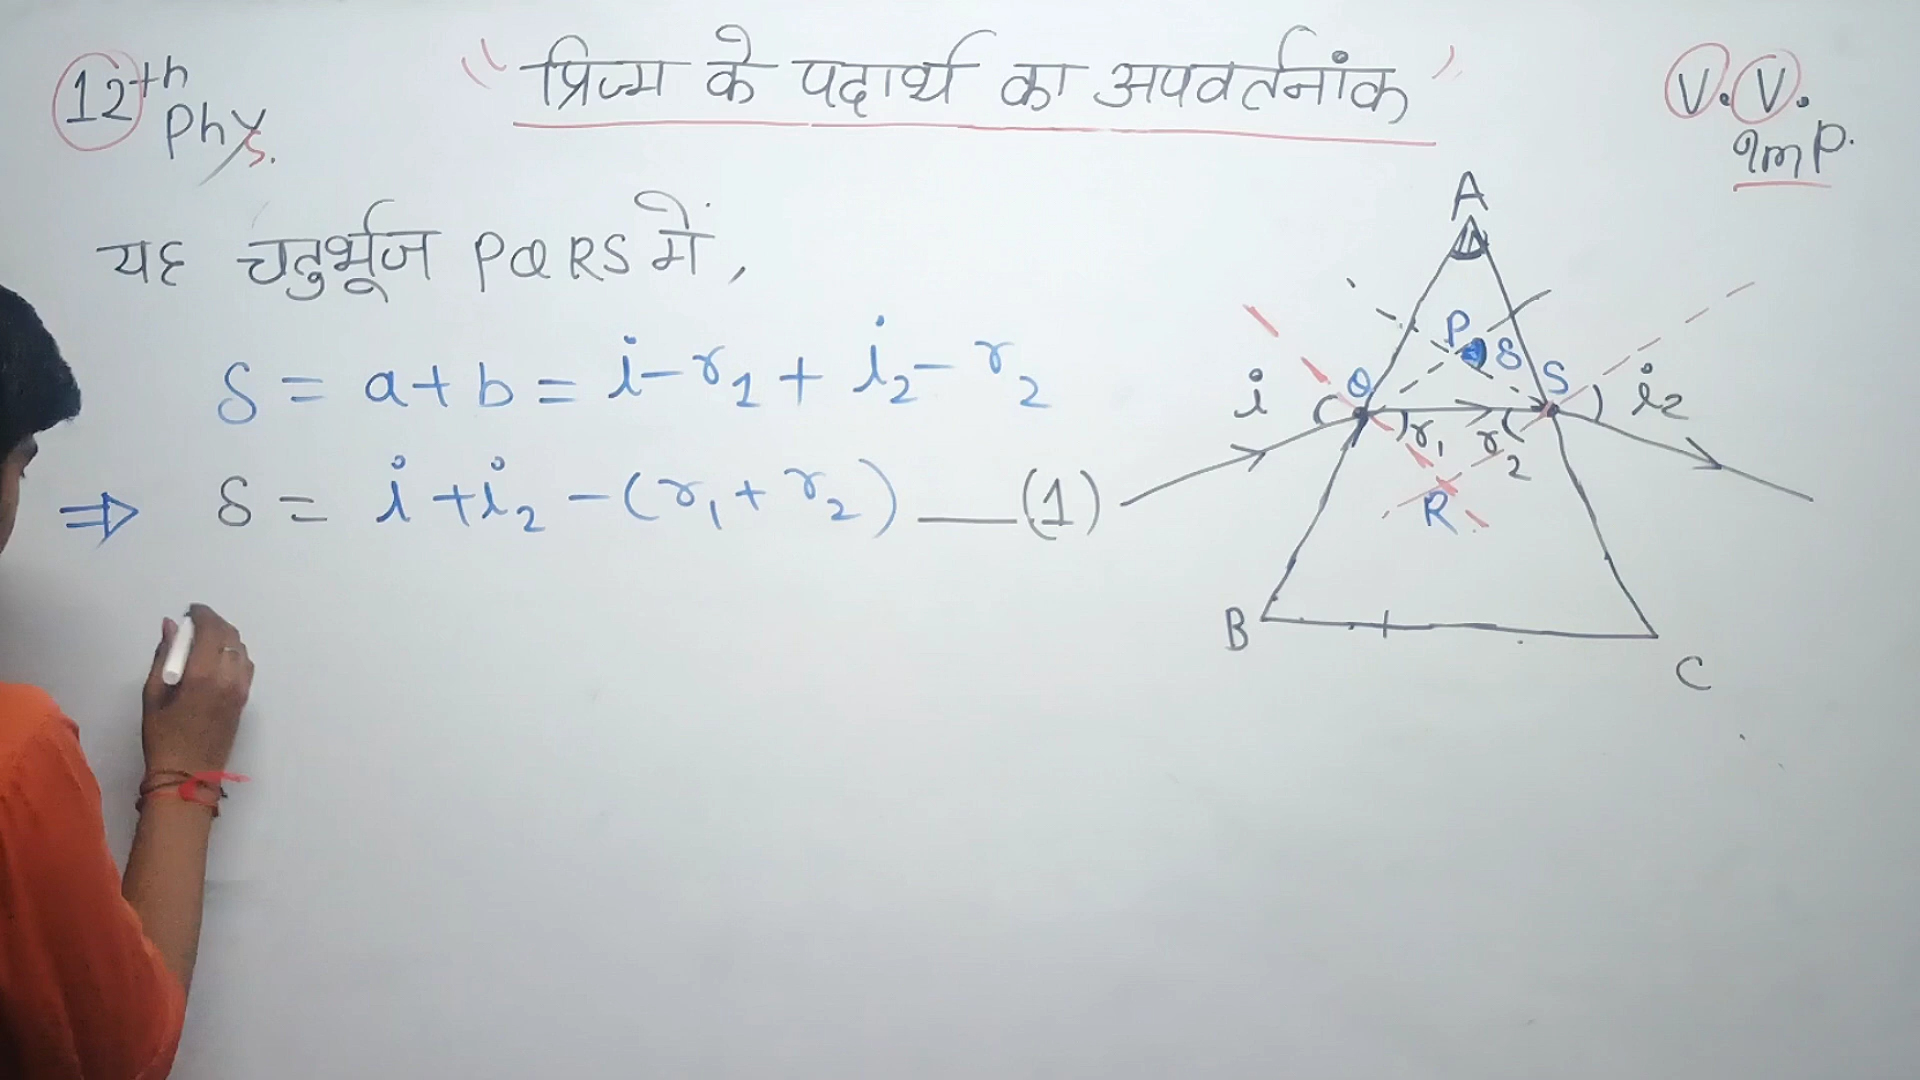 12th Phys.
"प्रिज्म के पदार्थ का अपवर्तनांक"
V.V. Imp.
यह चतुर्भूज PQRS में,
δ = a + b = i - r1 + i2 - r2
⇒ δ = i + i2 - (r1 + r2) — (1)
A
P δ
i Q S i2
r1 r2
R
B
C